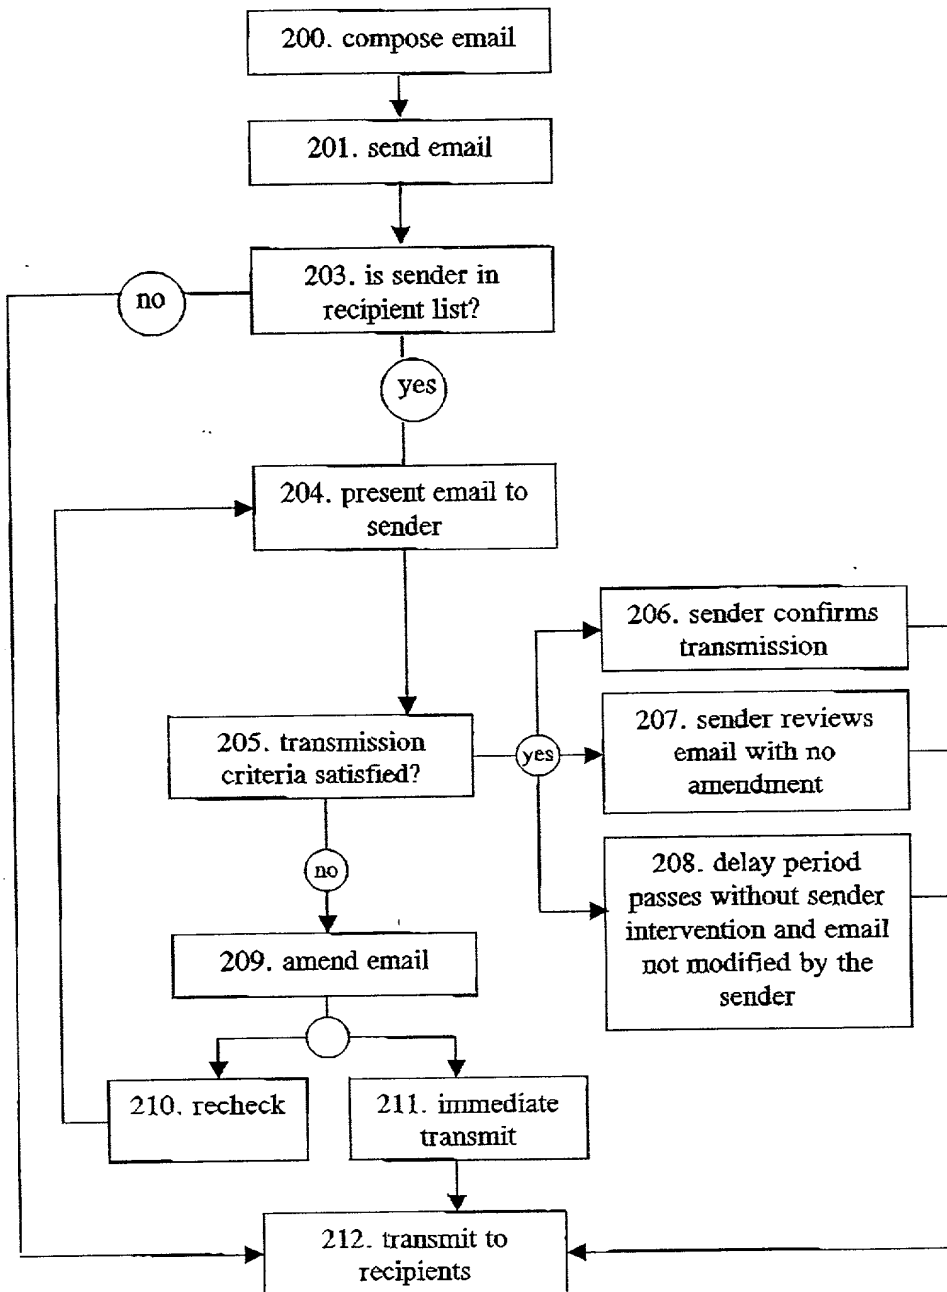 200. compose email
201. send email
203. is sender in
recipient list?
no
yes
204. present email to
sender
206. sender confirms
transmission
205. transmission
criteria satisfied?
yes
207. sender reviews
email with no
amendment
no
208. delay period
passes without sender
intervention and email
not modified by the
sender
209. amend email
210. recheck
211. immediate
transmit
212. transmit to
recipients